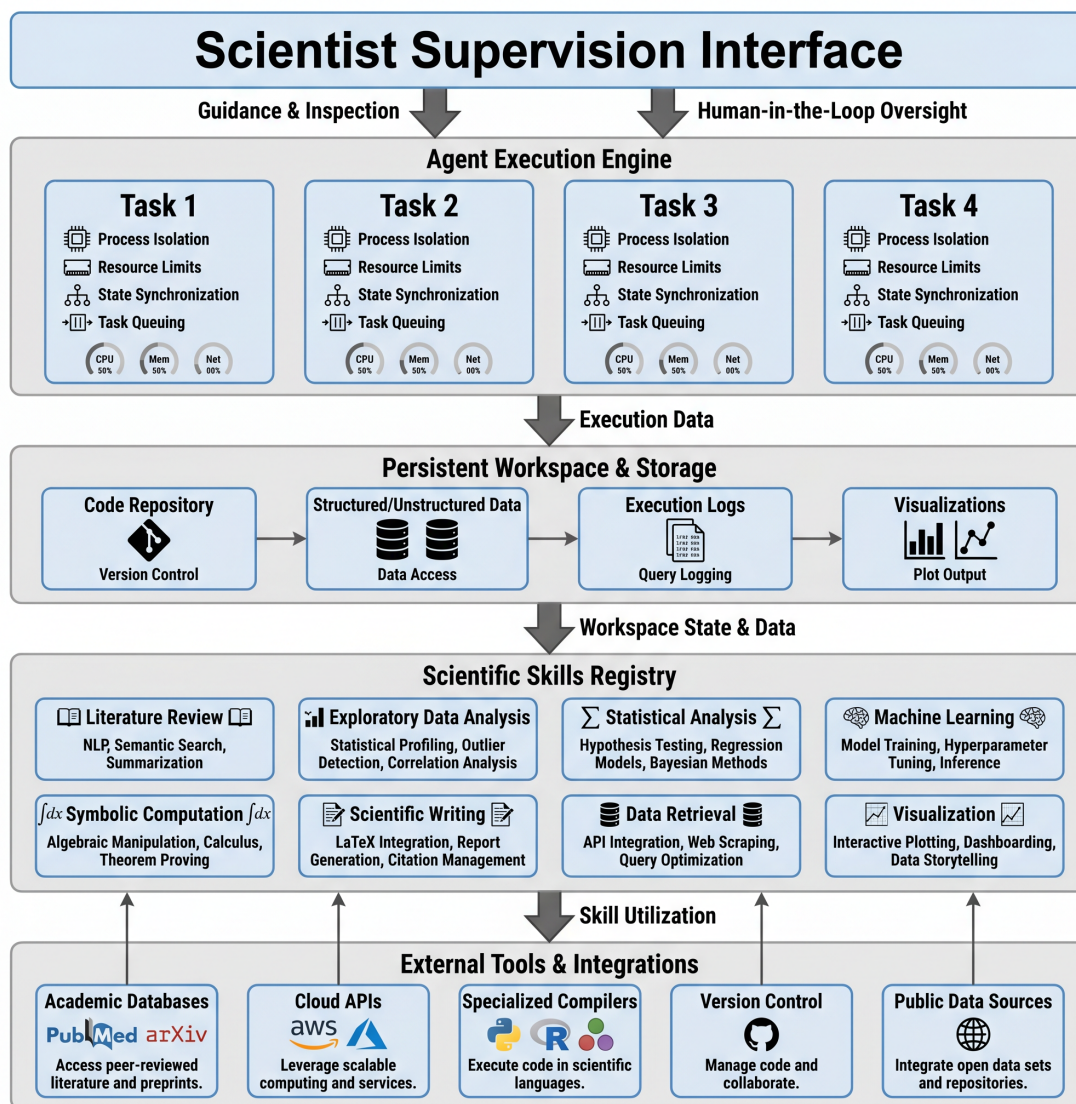 Scientist Supervision Interface
Guidance & Inspection
Human-in-the-Loop Oversight
Agent Execution Engine
Task 1
Process Isolation
Resource Limits
State Synchronization
Task Queuing
CPU
50%
Mem
50%
Net
00%
Task 2
Process Isolation
Resource Limits
State Synchronization
Task Queuing
CPU
50%
Mem
50%
Net
00%
Task 3
Process Isolation
Resource Limits
State Synchronization
Task Queuing
CPU
50%
Mem
50%
Net
00%
Task 4
Process Isolation
Resource Limits
State Synchronization
Task Queuing
CPU
50%
Mem
50%
Net
00%
Execution Data
Persistent Workspace & Storage
Code Repository
Version Control
Structured/Unstructured Data
Data Access
Execution Logs
Query Logging
Visualizations
Plot Output
Workspace State & Data
Scientific Skills Registry
Literature Review
NLP, Semantic Search,
Summarization
Exploratory Data Analysis
Statistical Profiling, Outlier
Detection, Correlation Analysis
∑ Statistical Analysis ∑
Hypothesis Testing, Regression
Models, Bayesian Methods
Machine Learning
Model Training, Hyperparameter
Tuning, Inference
∫dx Symbolic Computation ∫dx
Algebraic Manipulation, Calculus,
Theorem Proving
Scientific Writing
LaTeX Integration, Report
Generation, Citation Management
Data Retrieval
API Integration, Web Scraping,
Query Optimization
Visualization
Interactive Plotting, Dashboarding,
Data Storytelling
Skill Utilization
External Tools & Integrations
Academic Databases
PubMed arXiv
Access peer-reviewed
literature and preprints.
Cloud APIs
aws
Leverage scalable
computing and services.
Specialized Compilers
R
Execute code in scientific
languages.
Version Control
Manage code and
collaborate.
Public Data Sources
Integrate open data sets
and repositories.